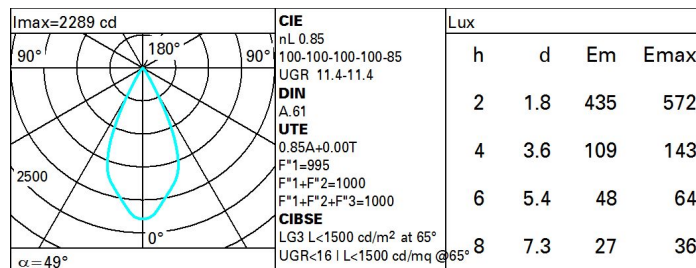 Imax=2289 cd
90°
180°
90°
2500
0°
α=49°
CIE
nL 0.85
100-100-100-100-85
UGR 11.4-11.4
DIN
A.61
UTE
0.85A+0.00T
F"1=995
F"1+F"2=1000
F"1+F"2+F"3=1000
CIBSE
LG3 L<1500 cd/m² at 65°
UGR<16 | L<1500 cd/mq @65°
Lux
h d Em Emax
2 1.8 435 572
4 3.6 109 143
6 5.4 48 64
8 7.3 27 36